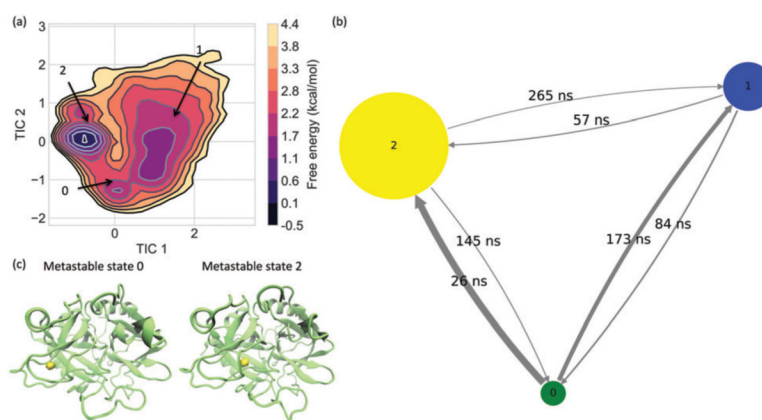 (a)
3
2
1
0
−1
−2
TIC 2
0
2
TIC 1
2
1
0
4.4
3.8
3.3
2.8
2.2
1.7
1.1
0.6
0.1
-0.5
Free energy (kcal/mol)
(b)
1
265 ns
57 ns
2
145 ns
173 ns
84 ns
26 ns
0
(c)
Metastable state 0
Metastable state 2